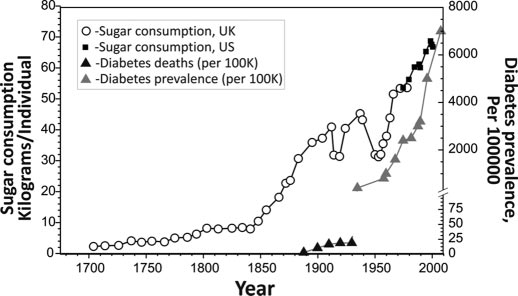 80
70
60
50
40
30
20
10
0
Sugar consumption
Kilograms/Individual
-Sugar consumption, UK
-Sugar consumption, US
-Diabetes deaths (per 100K)
-Diabetes prevalence (per 100K)
8000
6000
4000
2000
75
50
25
0
Diabetes prevalence,
Per 100000
1700 1750 1800 1850 1900 1950 2000
Year